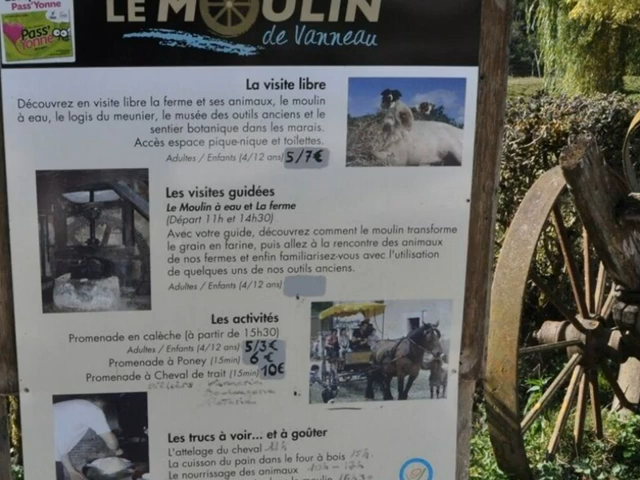 Pass'Yonne
Pass'
Yonne
LE MOULIN
de Vanneau
La visite libre
Découvrez en visite libre la ferme et ses animaux, le moulin
à eau, le logis du meunier, le musée des outils anciens et le
sentier botanique dans les marais.
Accès espace pique-nique et toilettes.
Adultes / Enfants (4/12 ans) 5/7€
Les visites guidées
Le Moulin à eau et La ferme
(Départ 11h et 14h30)
Avec votre guide, découvrez comment le moulin transforme
le grain en farine, puis allez à la rencontre des animaux
de nos fermes et enfin familiarisez-vous avec l'utilisation
de quelques uns de nos outils anciens.
Adultes / Enfants (4/12 ans)
Les activités
Promenade en calèche (à partir de 15h30)
Adultes / Enfants (4/12 ans) 5/3€
Promenade à Poney (15min) 6€
Promenade à Cheval de trait (15min) 10€
Les trucs à voir... et à goûter
L'attelage du cheval
La cuisson du pain dans le four à bois
Le nourrissage des animaux